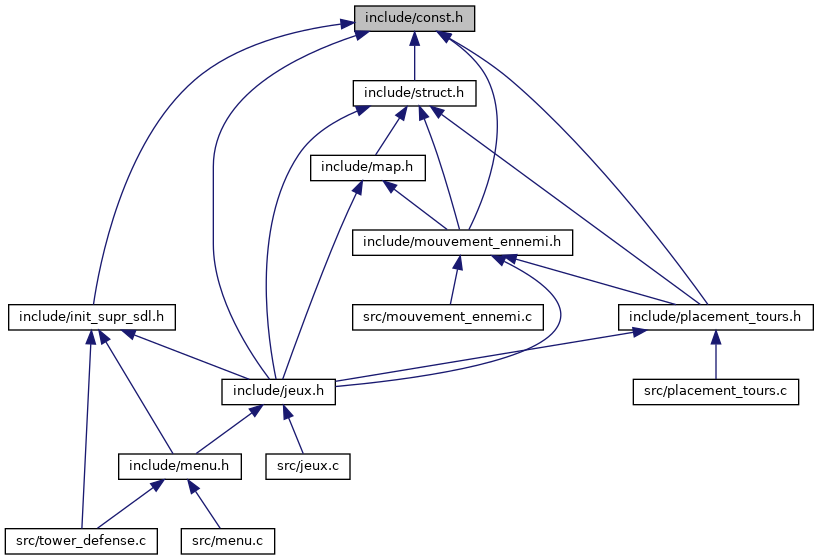 include/const.h
include/struct.h
include/map.h
include/mouvement_ennemi.h
include/init_supr_sdl.h
src/mouvement_ennemi.c
include/placement_tours.h
include/jeux.h
src/placement_tours.c
include/menu.h
src/jeux.c
src/tower_defense.c
src/menu.c